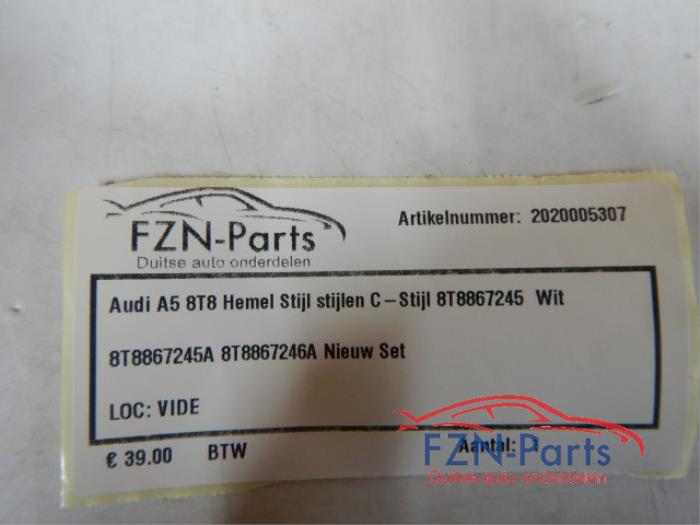 FZN-Parts
Duitse auto onderdelen
Artikelnummer: 2020005307
Audi A5 8T8 Hemel Stijl stijlen C-Stijl 8T8867245 Wit
8T8867245A 8T8867246A Nieuw Set
LOC: VIDE
€ 39.00 BTW Aantal:
FZN-Parts
Duitse auto onderdelen